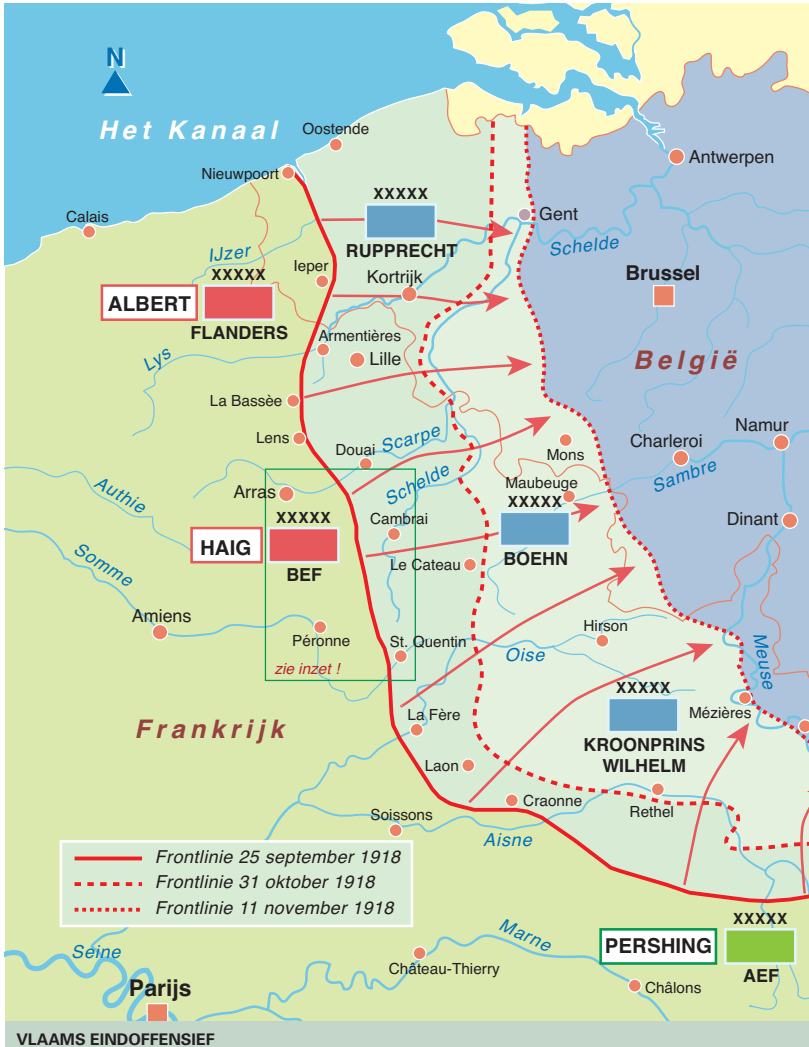 N
Het Kanaal
Oostende
Nieuwpoort
Antwerpen
Calais
XXXXX
RUPPRECHT
Gent
Schelde
IJzer
Ieper
XXXXX
ALBERT
FLANDERS
Kortrijk
Brussel
Armentières
Lille
Lys
België
La Bassèe
Lens
Douai
Scarpe
Schelde
Mons
Charleroi
Namur
Sambre
Authie
Arras
XXXXX
HAIG
BEF
Cambrai
Maubeuge
XXXXX
BOEHN
Dinant
Somme
Le Cateau
Amiens
Péronne
St. Quentin
zie inzet !
Oise
Hirson
Meuse
XXXXX
KROONPRINS
WILHELM
Mézières
Frankrijk
La Fère
Laon
Craonne
Rethel
Soissons
Aisne
Frontlinie 25 september 1918
Frontlinie 31 oktober 1918
Frontlinie 11 november 1918
XXXXX
PERSHING
AEF
Seine
Marne
Château-Thierry
Châlons
Parijs
VLAAMS EINDOFFENSIEF